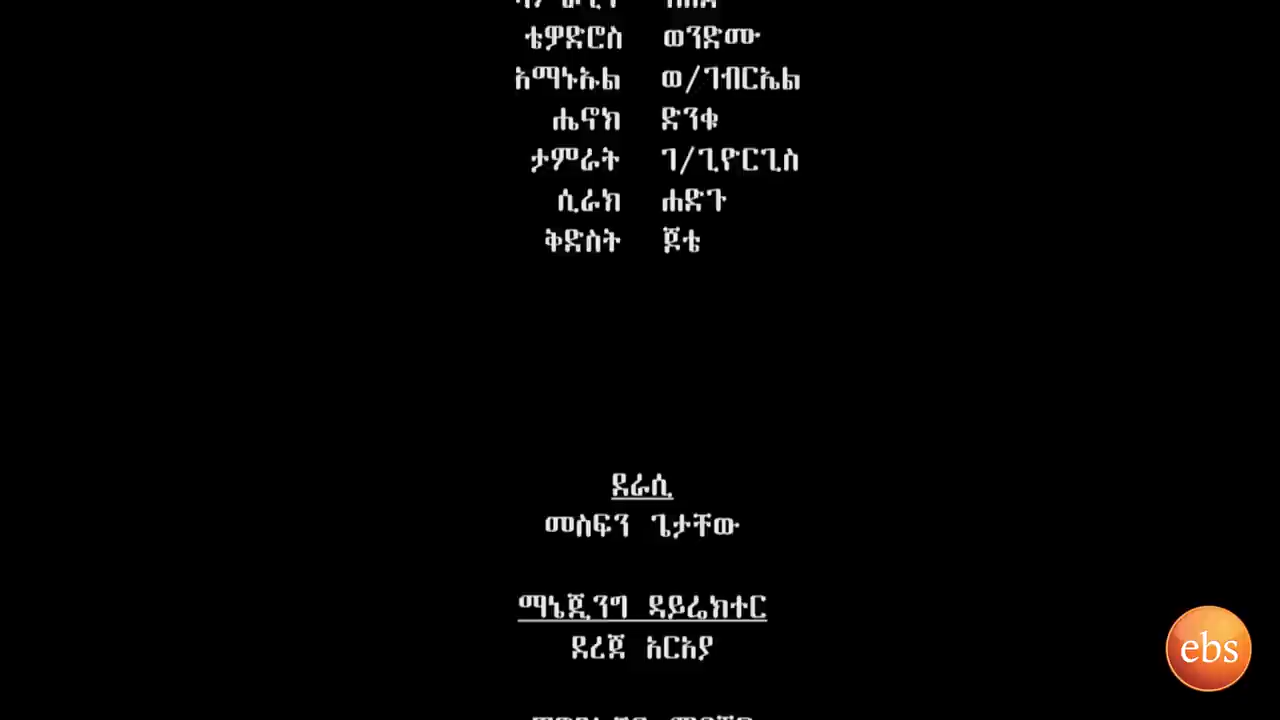 ቴዎድሮስ ወንድሙ
አማኑኤል ወ/ገብርኤል
ሔኖክ ድንቁ
ታምራት ገ/ጊዮርጊስ
ሲራክ ሐድጉ
ቅድስት ጆቴ
ደራሲ
መስፍን ጌታቸው
ማኔጂንግ ዳይሬክተር
ደረጀ አርአያ
ebs